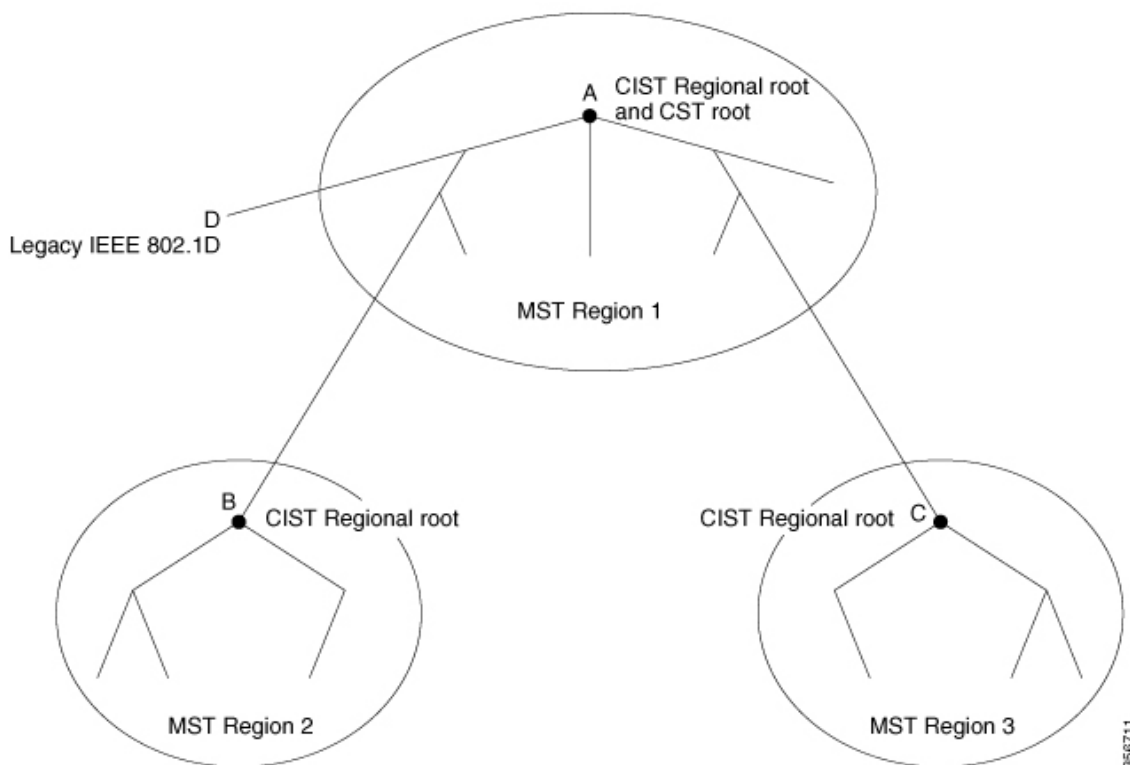 A
CIST Regional root
and CST root
D
Legacy IEEE 802.1D
MST Region 1
B
CIST Regional root
CIST Regional root
C
MST Region 2
MST Region 3